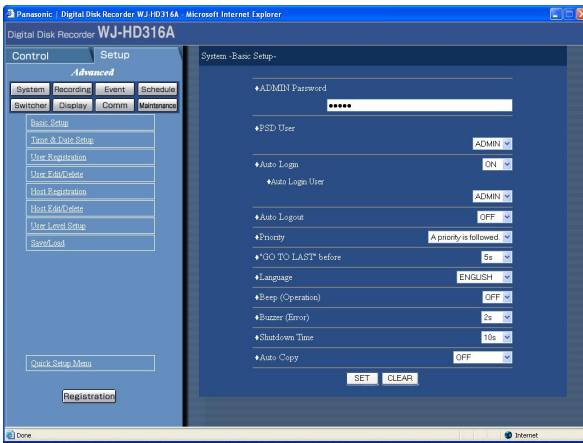 Panasonic | Digital Disk Recorder WJ-HD316A - Microsoft Internet Explorer
Digital Disk Recorder WJ-HD316A
Control Setup
Advanced
System Recording Event Schedule
Switcher Display Comm Maintenance
Basic Setup
Time & Date Setup
User Registration
User Edit/Delete
Host Registration
Host Edit/Delete
User Level Setup
Save/Load
Quick Setup Menu
Registration
System -Basic Setup-
♦ADMIN Password
●●●●●
♦PSD User
ADMIN
♦Auto Login ON
♦Auto Login User
ADMIN
♦Auto Logout OFF
♦Priority A priority is followed.
♦"GO TO LAST" before 5s
♦Language ENGLISH
♦Beep (Operation) OFF
♦Buzzer (Error) 2s
♦Shutdown Time 10s
♦Auto Copy OFF
SET CLEAR
Done Internet